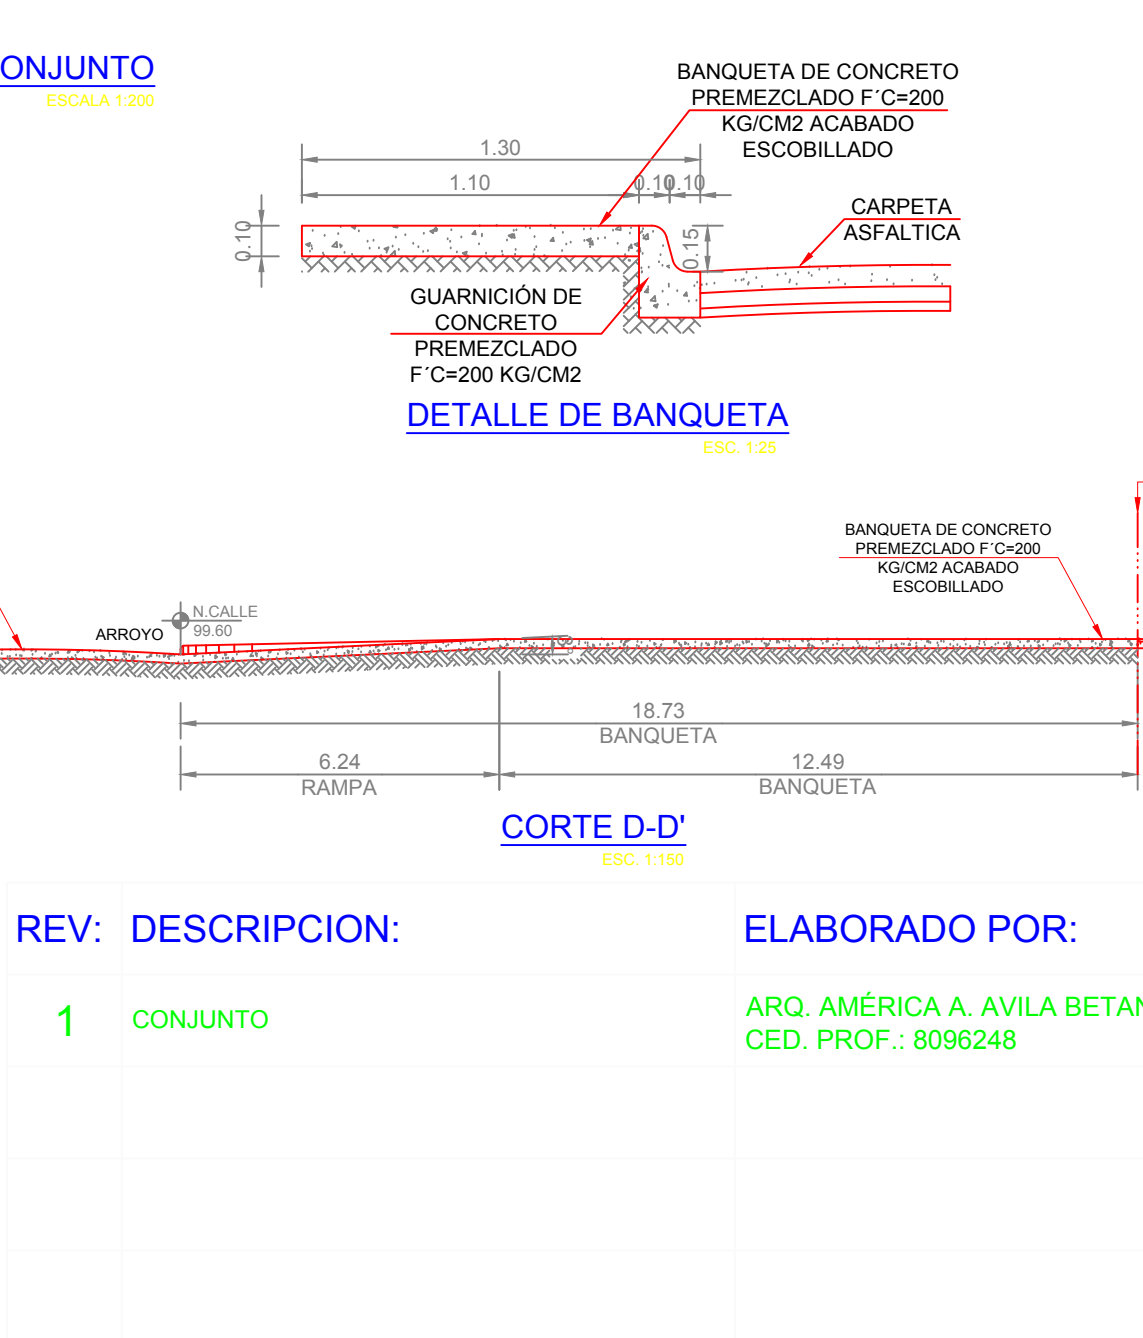 ONJUNTO
ESCALA 1:200
BANQUETA DE CONCRETO
PREMEZCLADO F´C=200
KG/CM2 ACABADO
ESCOBILLADO
1.30
1.10
0.10
0.10
0.10
0.15
CARPETA
ASFALTICA
GUARNICIÓN DE
CONCRETO
PREMEZCLADO
F´C=200 KG/CM2
DETALLE DE BANQUETA
ESC. 1:25
BANQUETA DE CONCRETO
PREMEZCLADO F´C=200
KG/CM2 ACABADO
ESCOBILLADO
N.CALLE
99.60
ARROYO
18.73
BANQUETA
6.24
RAMPA
12.49
BANQUETA
CORTE D-D'
ESC. 1:150
REV: DESCRIPCION: ELABORADO POR:
1 CONJUNTO
ARQ. AMÉRICA A. AVILA BETAN
CED. PROF.: 8096248